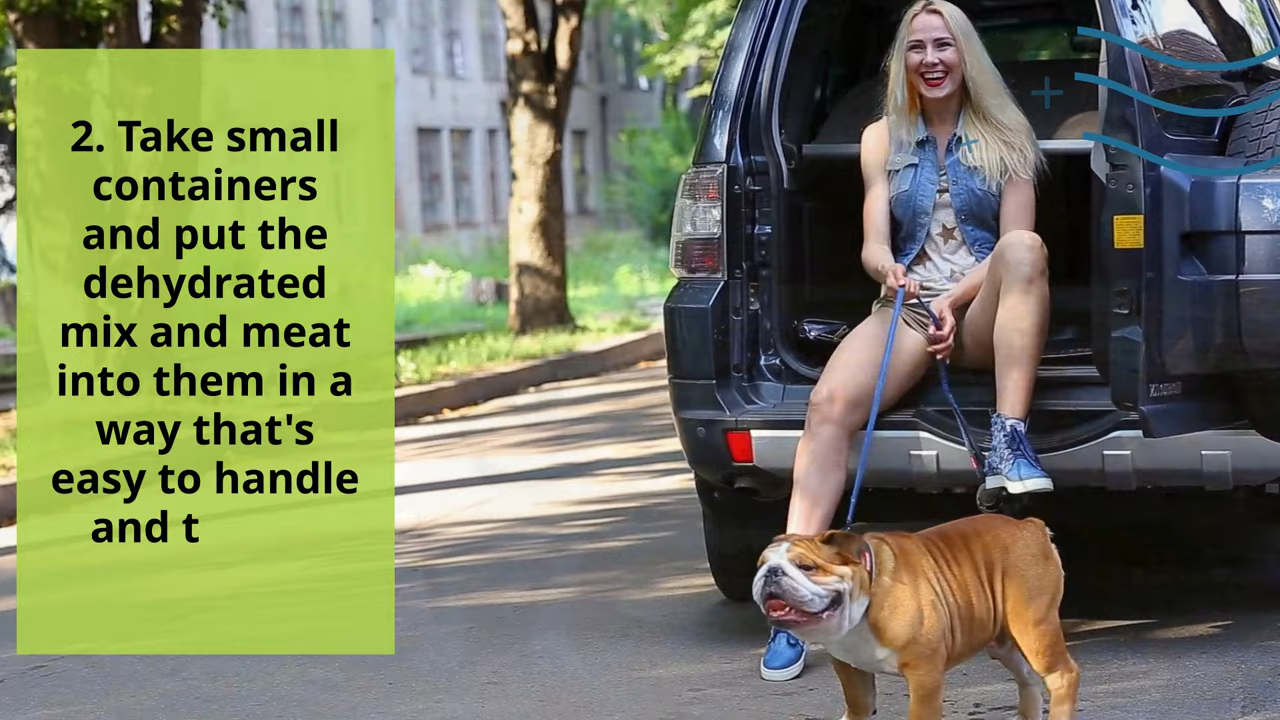 2. Take small
containers
and put the
dehydrated
mix and meat
into them in a
way that's
easy to handle
and t